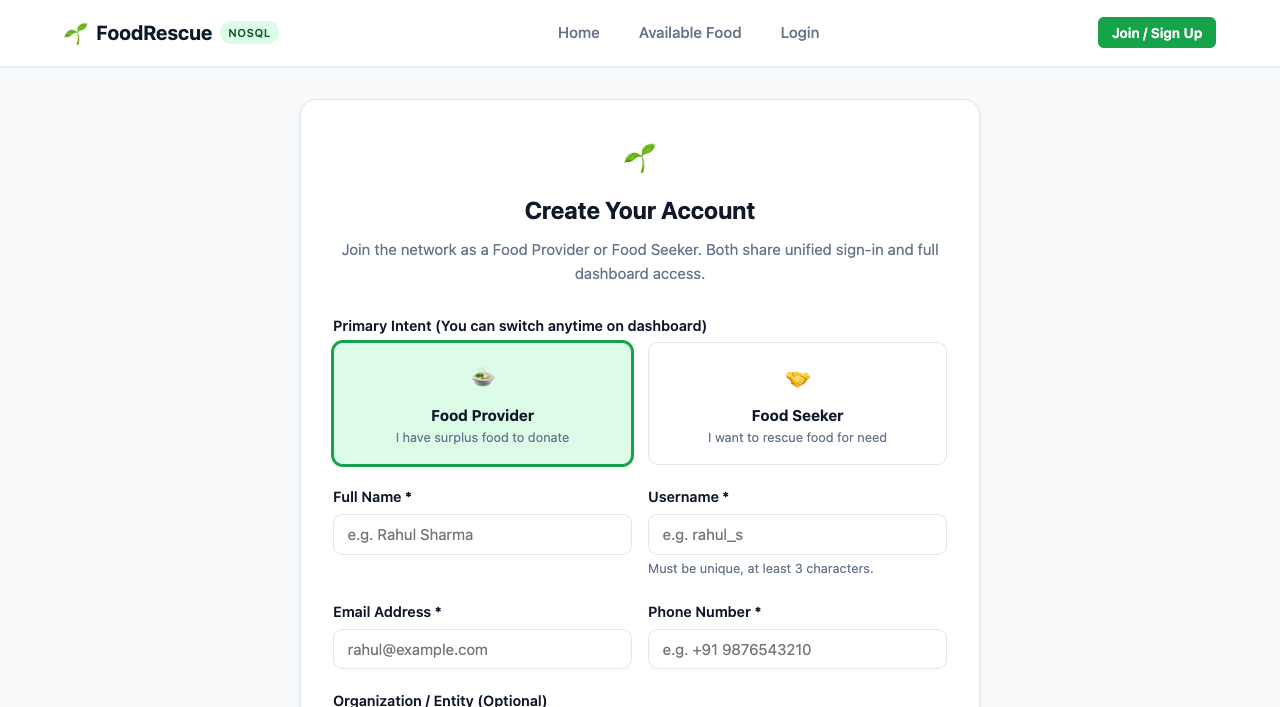 FoodRescue NOSQL
Home Available Food Login
Join / Sign Up
Create Your Account
Join the network as a Food Provider or Food Seeker. Both share unified sign-in and full
dashboard access.
Primary Intent (You can switch anytime on dashboard)
Food Provider
I have surplus food to donate
Food Seeker
I want to rescue food for need
Full Name *
e.g. Rahul Sharma
Username *
e.g. rahul_s
Must be unique, at least 3 characters.
Email Address *
rahul@example.com
Phone Number *
e.g. +91 9876543210
Organization / Entity (Optional)